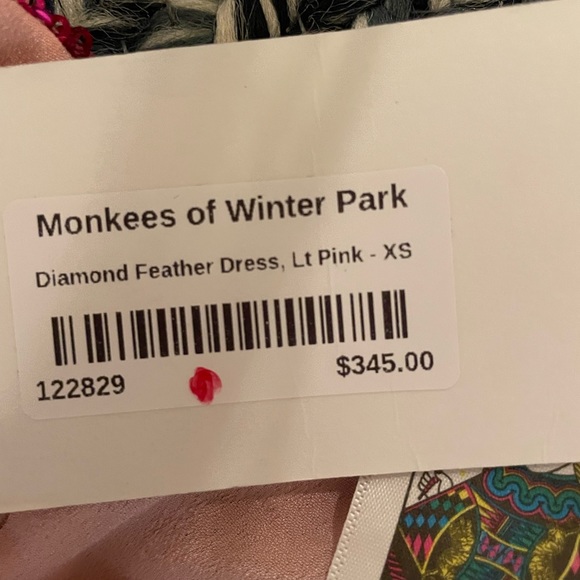 Monkees of Winter Park
Diamond Feather Dress, Lt Pink - XS
122829 $345.00